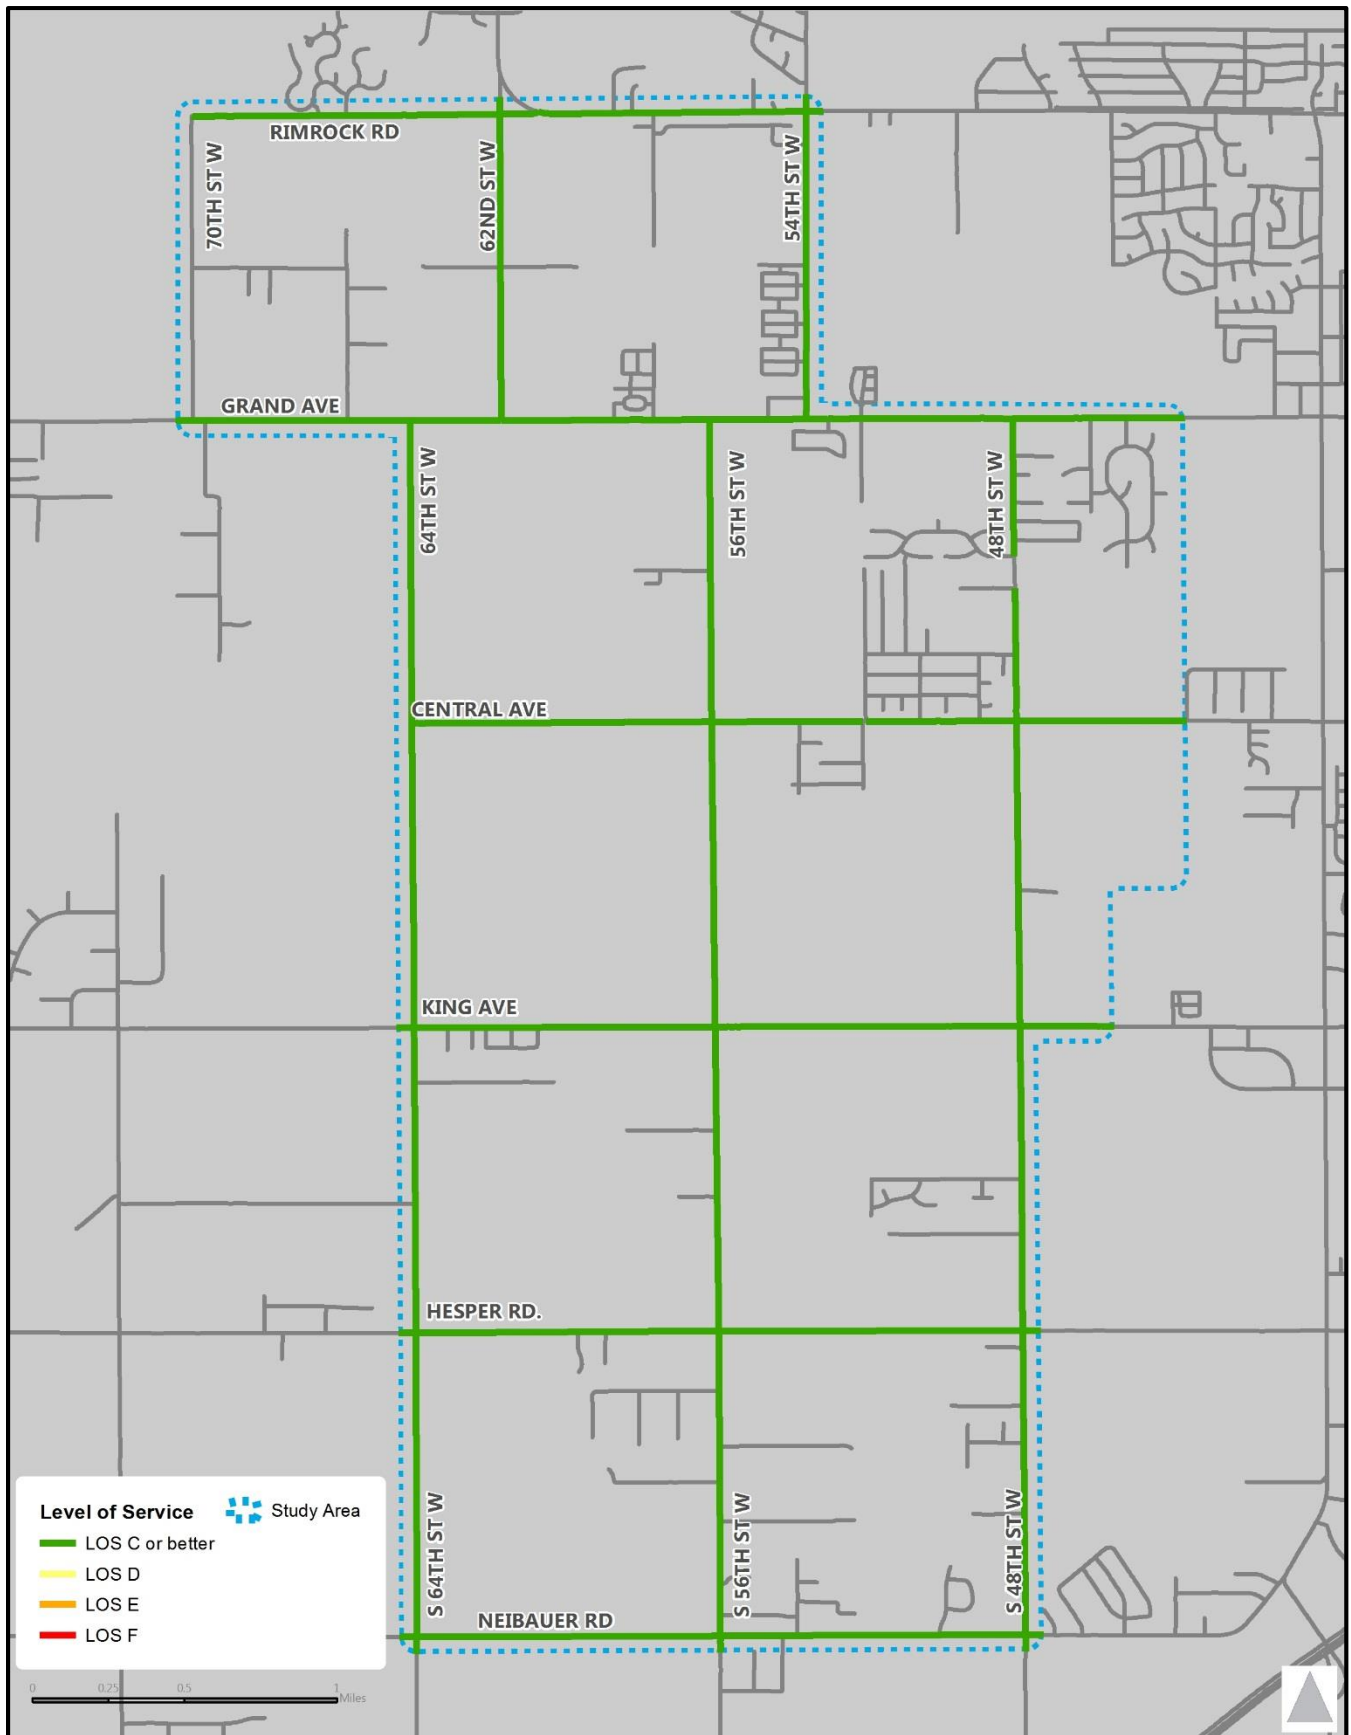 RIMROCK RD
70TH ST W
62ND ST W
54TH ST W
GRAND AVE
64TH ST W
56TH ST W
48TH ST W
CENTRAL AVE
KING AVE
HESPER RD.
Level of Service
Study Area
LOS C or better
LOS D
LOS E
LOS F
S 64TH ST W
S 56TH ST W
S 48TH ST W
NEIBAUER RD
0 0.25 0.5 1
Miles